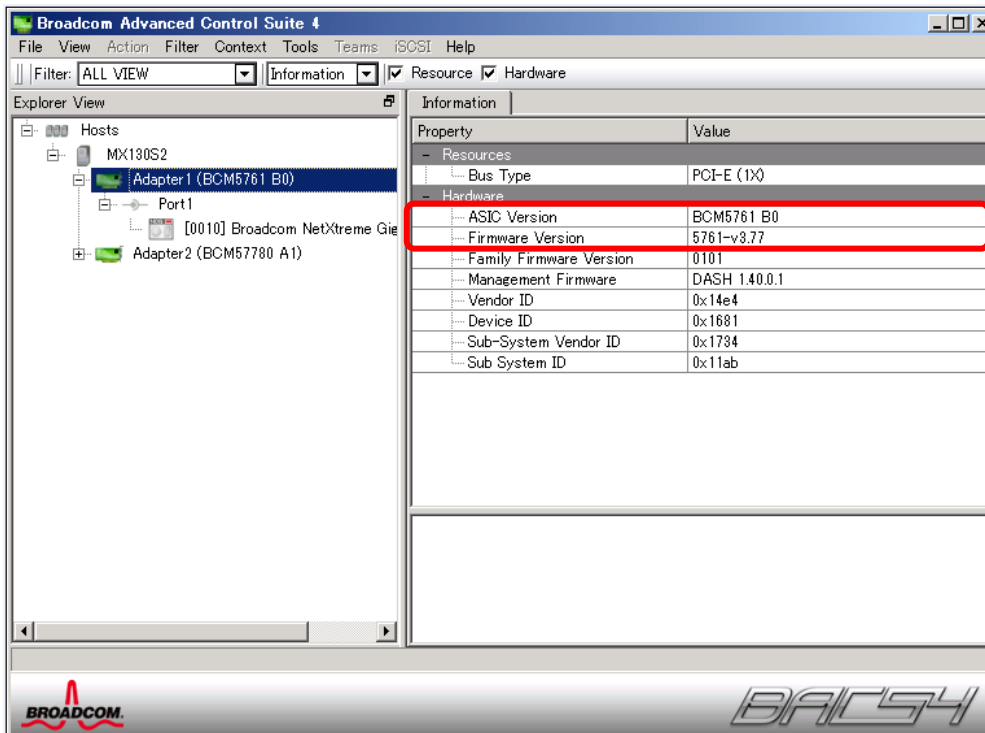 Broadcom Advanced Control Suite 4
File View Action Filter Context Tools Teams iSCSI Help
Filter: ALL VIEW Information Resource Hardware
Explorer View
Hosts
MX130S2
Adapter1 (BCM5761 B0)
Port1
[0010] Broadcom NetXtreme Gig
Adapter2 (BCM57780 A1)
Information
Property Value
Resources
Bus Type PCI-E (1X)
Hardware
ASIC Version BCM5761 B0
Firmware Version 5761-v3.77
Family Firmware Version 0101
Management Firmware DASH 1.40.0.1
Vendor ID 0x14e4
Device ID 0x1681
Sub-System Vendor ID 0x1734
Sub System ID 0x11ab
BROADCOM. BACS4